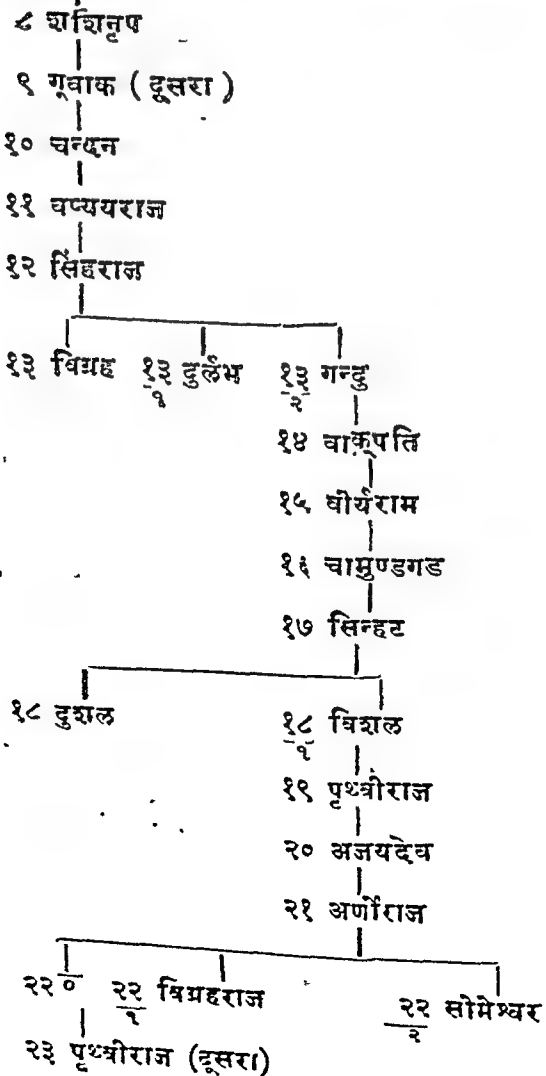 ८ शशिनृप
९ गूवाक ( दूसरा )
१० चन्दन
११ वप्ययराज
१२ सिंहराज
१३ विग्रह १३/१ दुर्लभ १३/२ गन्दु
१४ वाक्पति
१५ वीर्यराम
१६ चामुण्डगड
१७ सिन्हट
१८ दुशल १८/१ विशल
१९ पृथ्वीराज
२० अजयदेव
२१ अर्णोराज
२२/० २२/१ विग्रहराज २२/२ सोमेश्वर
२३ पृथ्वीराज (दूसरा)